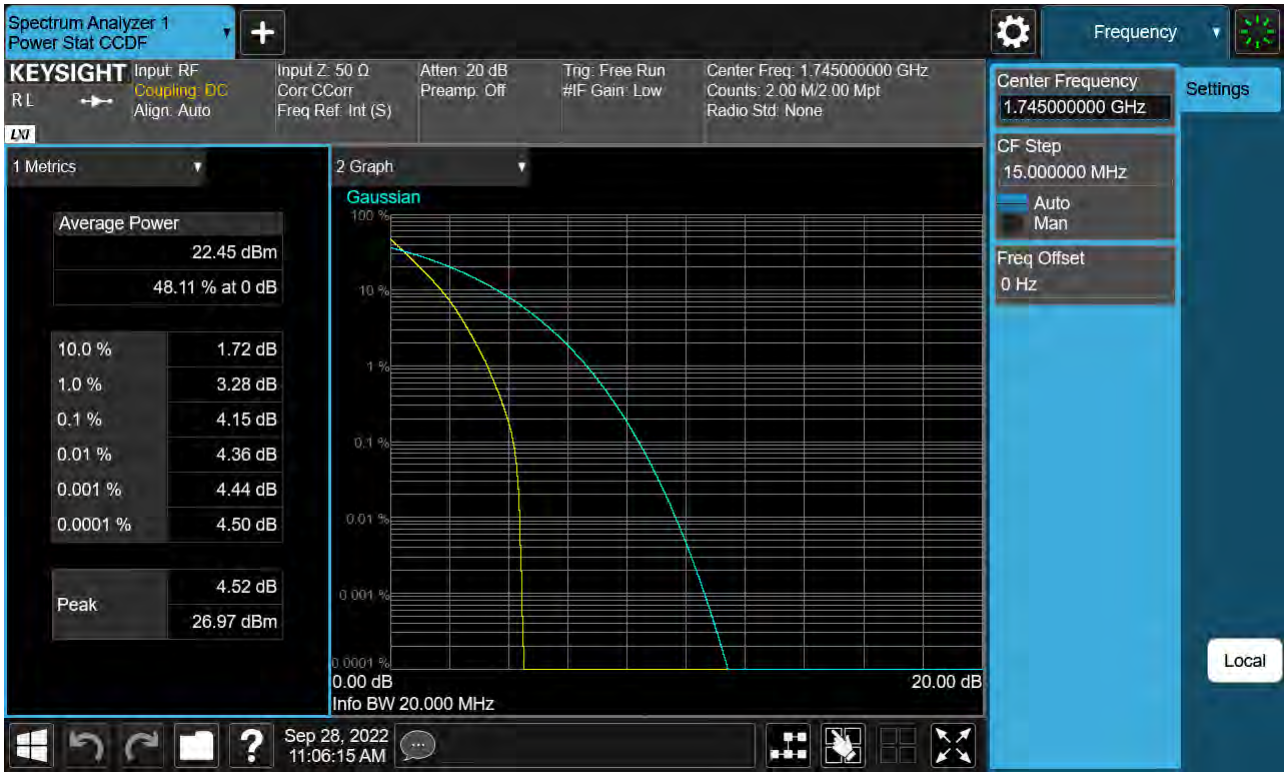 Spectrum Analyzer 1
Power Stat CCDF
+
Frequency
KEYSIGHT
R L
LXI
Input: RF
Coupling: DC
Align: Auto
Input Z: 50 Ω
Corr CCorr
Freq Ref: Int (S)
Atten: 20 dB
Preamp: Off
Trig: Free Run
#IF Gain: Low
Center Freq: 1.745000000 GHz
Counts: 2.00 M/2.00 Mpt
Radio Std: None
Center Frequency
1.745000000 GHz
Settings
CF Step
15.000000 MHz
Auto
Man
Freq Offset
0 Hz
1 Metrics
Average Power
22.45 dBm
48.11 % at 0 dB
10.0 % 1.72 dB
1.0 % 3.28 dB
0.1 % 4.15 dB
0.01 % 4.36 dB
0.001 % 4.44 dB
0.0001 % 4.50 dB
Peak
4.52 dB
26.97 dBm
2 Graph
Gaussian
100 %
10 %
1 %
0.1 %
0.01 %
0.001 %
0.0001 %
0.00 dB 20.00 dB
Info BW 20.000 MHz
Local
?
Sep 28, 2022
11:06:15 AM